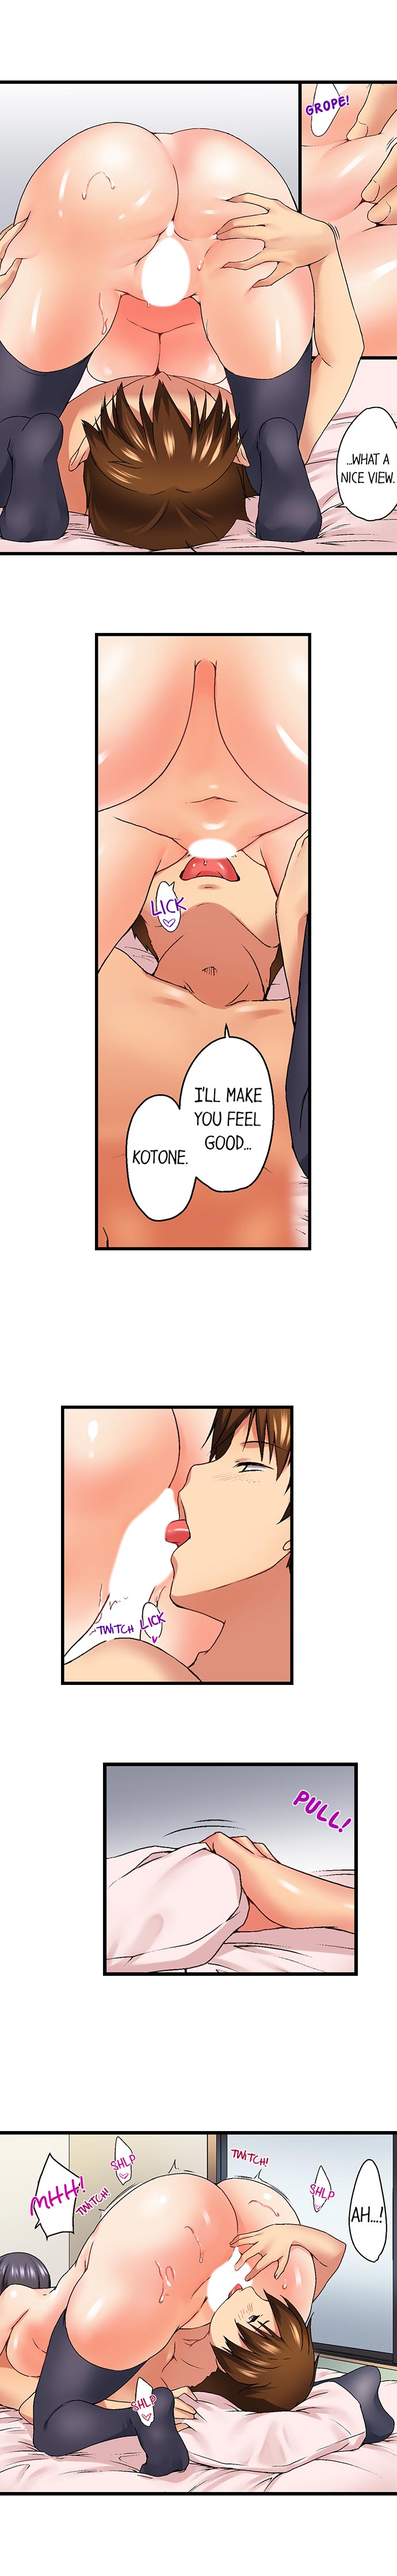 GROPE!
...WHAT A
NICE VIEW.
LICK
I'LL MAKE
YOU FEEL
GOOD...
KOTONE.
TWITCH
LICK
PULL!
MHH!
TWITCH!
SHLP
TWITCH!
SHLP
AH...!
SHLP